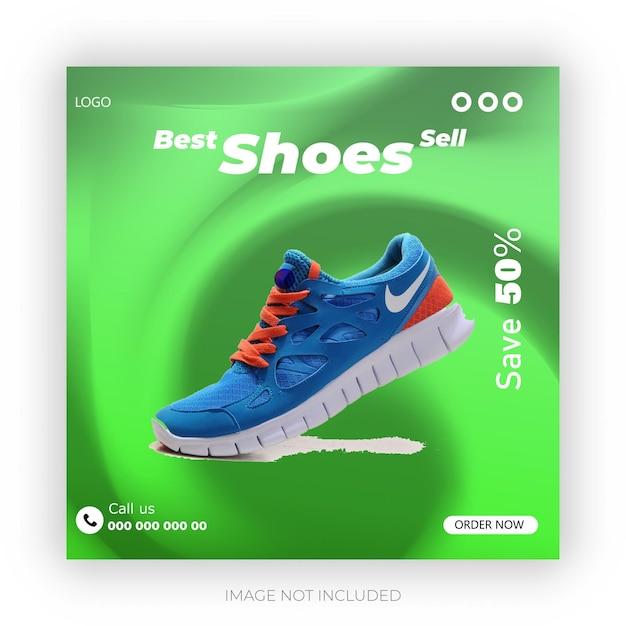 LOGO
Best Shoes Sell
Save 50%
Call us
000 000 000 00
ORDER NOW
IMAGE NOT INCLUDED